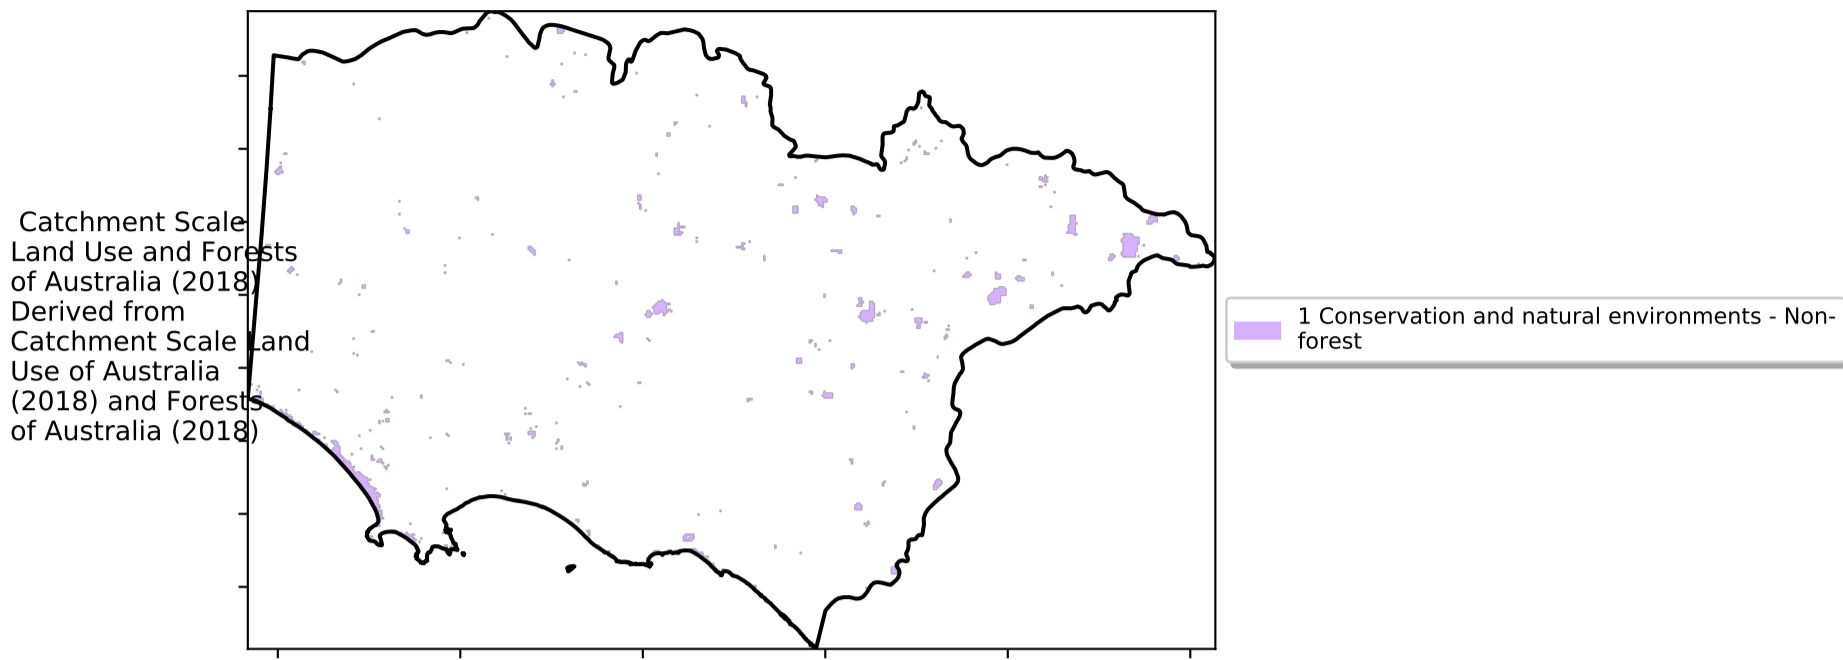 Catchment Scale
Land Use and Forests
of Australia (2018)
Derived from
Catchment Scale Land
Use of Australia
(2018) and Forests
of Australia (2018)
1 Conservation and natural environments - Non-
forest